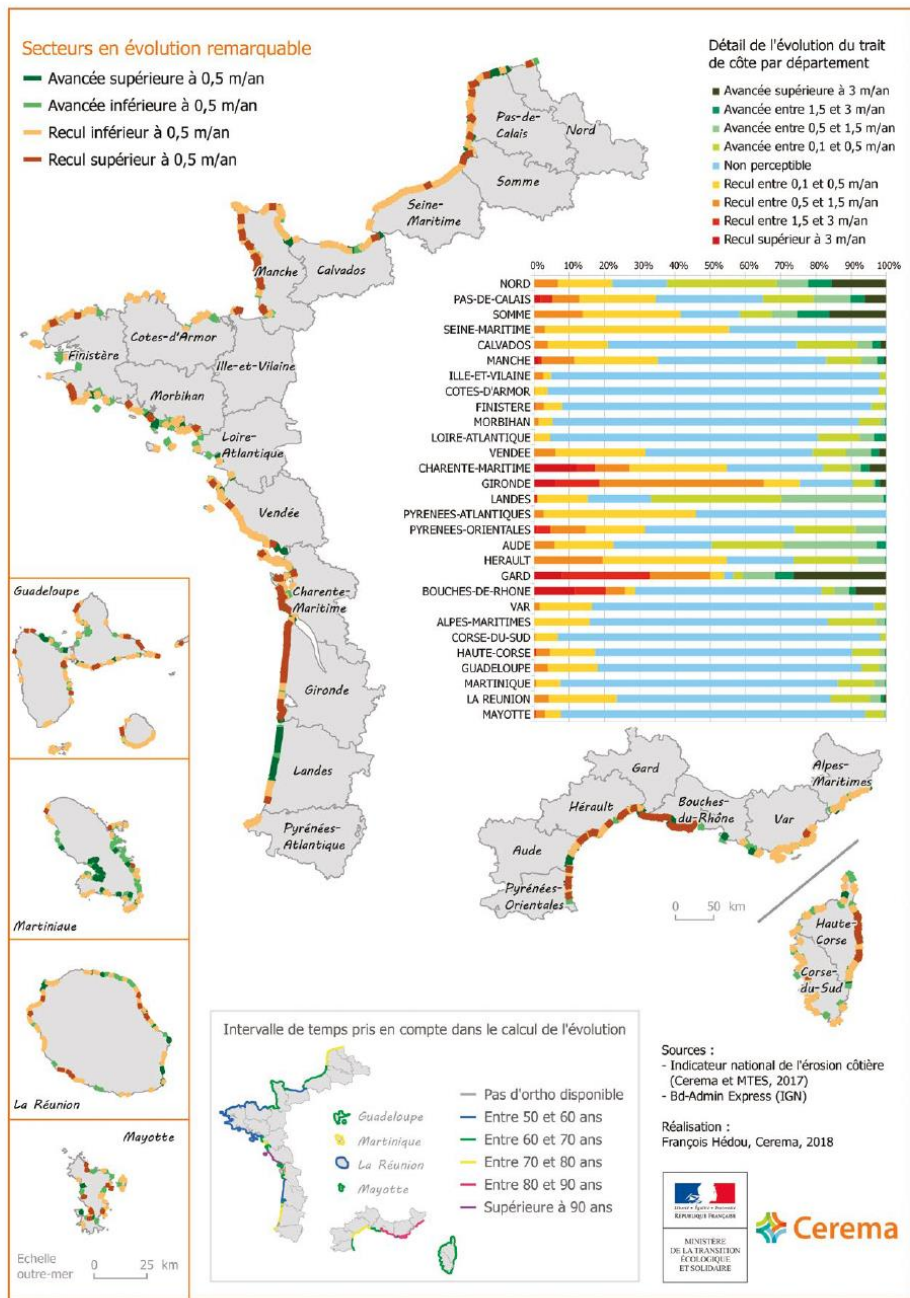 Secteurs en évolution remarquable
Avancée supérieure à 0,5 m/an
Avancée inférieure à 0,5 m/an
Recul inférieur à 0,5 m/an
Recul supérieur à 0,5 m/an
Détail de l'évolution du trait
de côte par département
Avancée supérieure à 3 m/an
Avancée entre 1,5 et 3 m/an
Avancée entre 0,5 et 1,5 m/an
Avancée entre 0,1 et 0,5 m/an
Non perceptible
Recul entre 0,1 et 0,5 m/an
Recul entre 0,5 et 1,5 m/an
Recul entre 1,5 et 3 m/an
Recul supérieur à 3 m/an
Pas-de-
Calais
Nord
Somme
Seine-
Maritime
Manche
Calvados
Finistère
Cotes-d'Armor
Ille-et-Vilaine
Morbihan
Loire-
Atlantique
Vendée
Charente-
Maritime
Gironde
Landes
Pyrénées-
Atlantique
0% 10% 20% 30% 40% 50% 60% 70% 80% 90% 100%
NORD
PAS-DE-CALAIS
SOMME
SEINE-MARITIME
CALVADOS
MANCHE
ILLE-ET-VILAINE
COTES-D'ARMOR
FINISTERE
MORBIHAN
LOIRE-ATLANTIQUE
VENDEE
CHARENTE-MARITIME
GIRONDE
LANDES
PYRENEES-ATLANTIQUES
PYRENEES-ORIENTALES
AUDE
HERAULT
GARD
BOUCHES-DE-RHONE
VAR
ALPES-MARITIMES
CORSE-DU-SUD
HAUTE-CORSE
GUADELOUPE
MARTINIQUE
LA REUNION
MAYOTTE
Guadeloupe
Martinique
La Réunion
Mayotte
Echelle
outre-mer
0 25 km
Gard
Hérault
Bouches-
du-Rhône
Var
Alpes-
Maritimes
Aude
Pyrénées-
Orientales
0 50 km
Haute-
Corse
Corse-
du-Sud
Intervalle de temps pris en compte dans le calcul de l'évolution
Guadeloupe
Martinique
La Réunion
Mayotte
Pas d'ortho disponible
Entre 50 et 60 ans
Entre 60 et 70 ans
Entre 70 et 80 ans
Entre 80 et 90 ans
Supérieure à 90 ans
Sources :
- Indicateur national de l'érosion côtière
(Cerema et MTES, 2017)
- Bd-Admin Express (IGN)
Réalisation :
François Hédou, Cerema, 2018
Liberté • Égalité • Fraternité
RÉPUBLIQUE FRANÇAISE
MINISTÈRE
DE LA TRANSITION
ÉCOLOGIQUE
ET SOLIDAIRE
Cerema